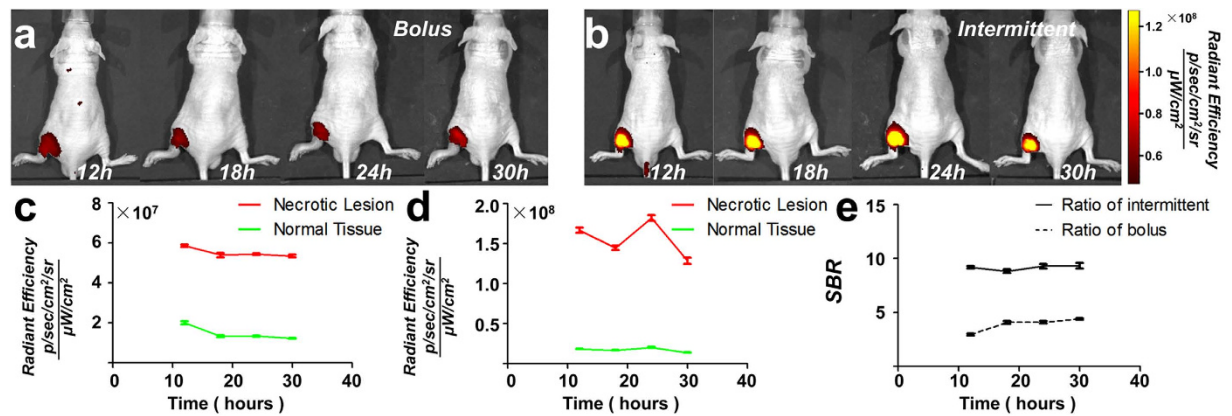 a
Bolus
12h
18h
24h
30h
b
Intermittent
12h
18h
24h
30h
×10⁸
1.2
1.0
0.8
0.6
Radiant Efficiency
p/sec/cm²/sr
μW/cm²
c
×10⁷
Necrotic Lesion
Normal Tissue
8
6
4
2
0
10
20
30
40
Radiant Efficiency
p/sec/cm²/sr
μW/cm²
Time ( hours )
d
2.0
×10⁸
Necrotic Lesion
Normal Tissue
1.5
1.0
0.5
0
10
20
30
40
Radiant Efficiency
p/sec/cm²/sr
μW/cm²
Time ( hours )
e
15
Ratio of intermittent
Ratio of bolus
10
5
0
10
20
30
40
SBR
Time ( hours )